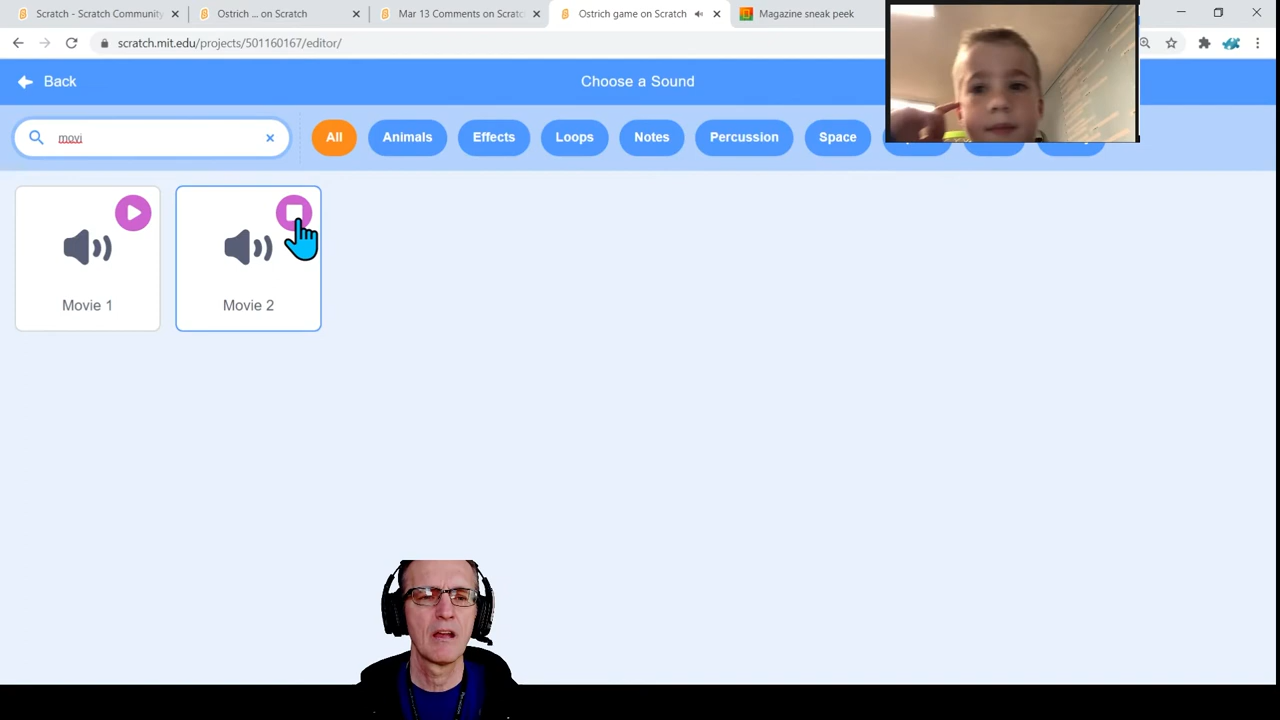 Scratch - Scratch Community
Ostrich ... on Scratch
Mar 13 Comments on Scratc
Ostrich game on Scratch
Magazine sneak peek
scratch.mit.edu/projects/501160167/editor/
Back
Choose a Sound
movi
All
Animals
Effects
Loops
Notes
Percussion
Space
Movie 1
Movie 2